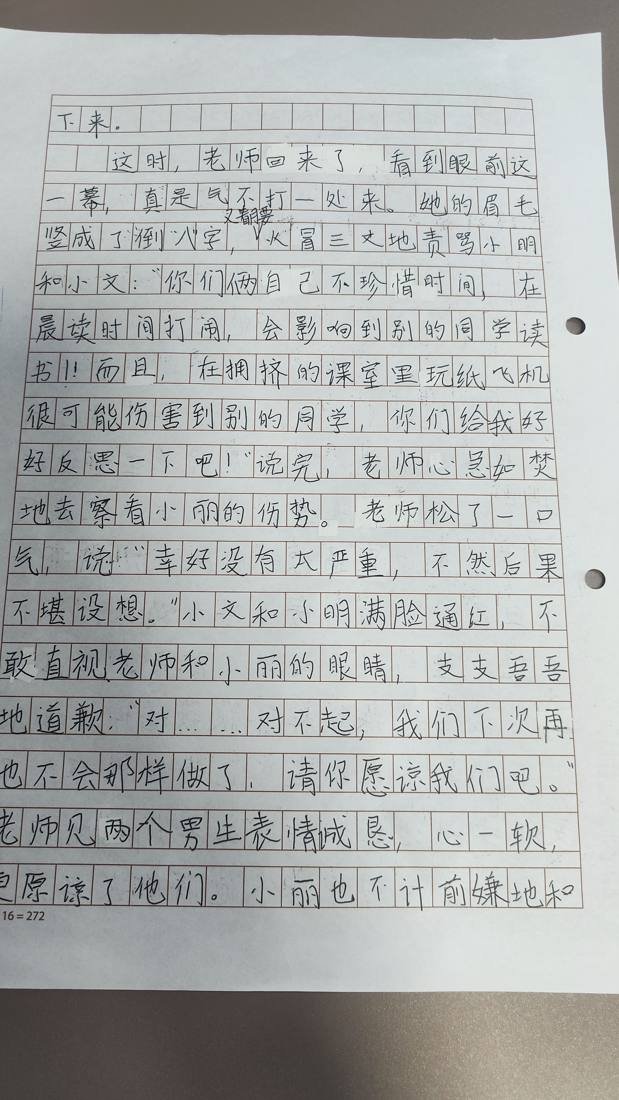 下来。
这时，老师回来了，看到眼前这
一幕，真是气不打一处来。她的眉毛
竖成了倒"八"字，火冒三丈地责骂小明
和小文："你们俩自己不珍惜时间，在
晨读时间打闹，会影响到别的同学读
书！！而且，在拥挤的课室里玩纸飞机
很可能伤害到别的同学，你们给我好
好反思一下吧！"说完，老师心急如焚
地去察看小丽的伤势。老师松了一口
气，说："幸好没有太严重，不然后果
不堪设想。"小文和小明满脸通红，不
敢直视老师和小丽的眼睛，支支吾吾
地道歉："对……对不起，我们下次再
也不会那样做了，请你愿谅我们吧。"
老师见两个男生表情诚恳，心一软，
更原谅了他们。小丽也不计前嫌地和
16=272